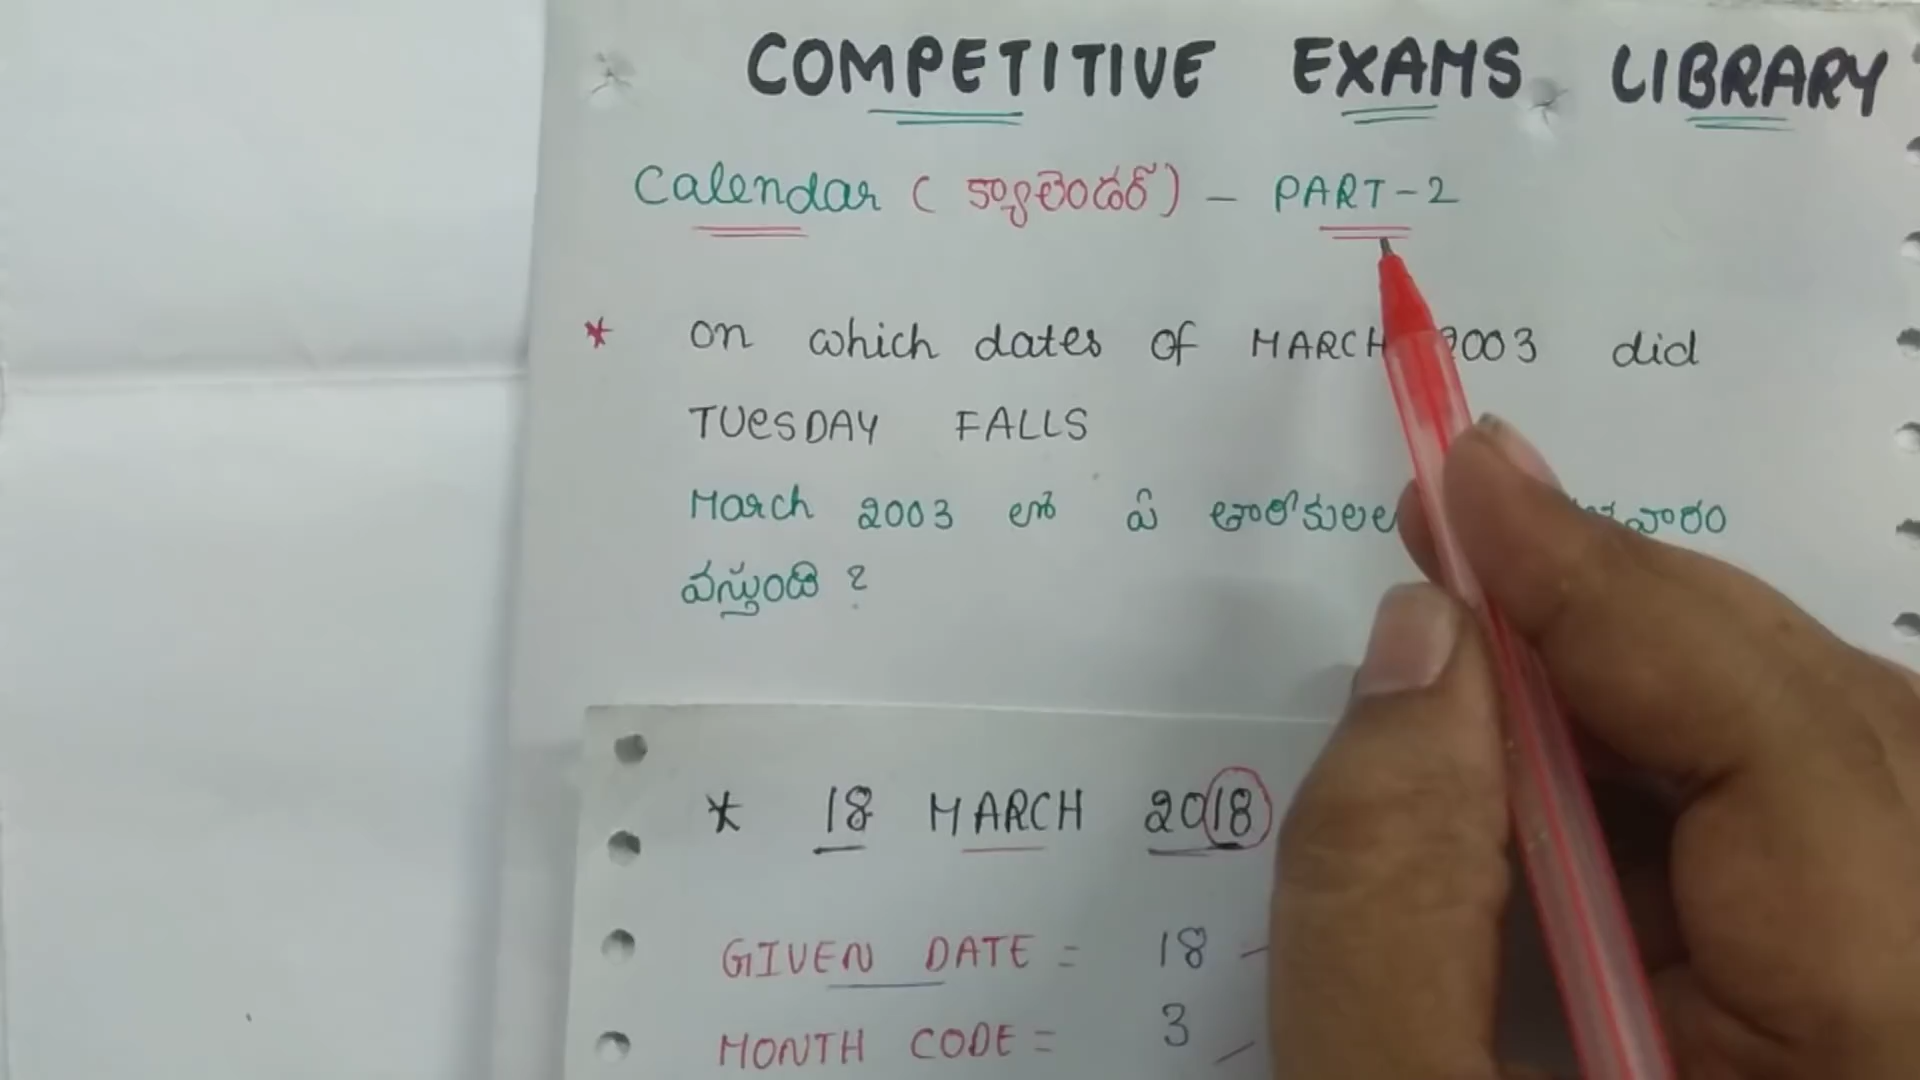 COMPETITIVE EXAMS LIBRARY
Calendar (క్యాలెండర్) - PART-2
* on which dates of MARCH 2003 did
TUESDAY FALLS
March 2003 లో ఏ
వస్తుంది ?
* 18 MARCH 2018
GIVEN DATE = 18
MONTH CODE = 3